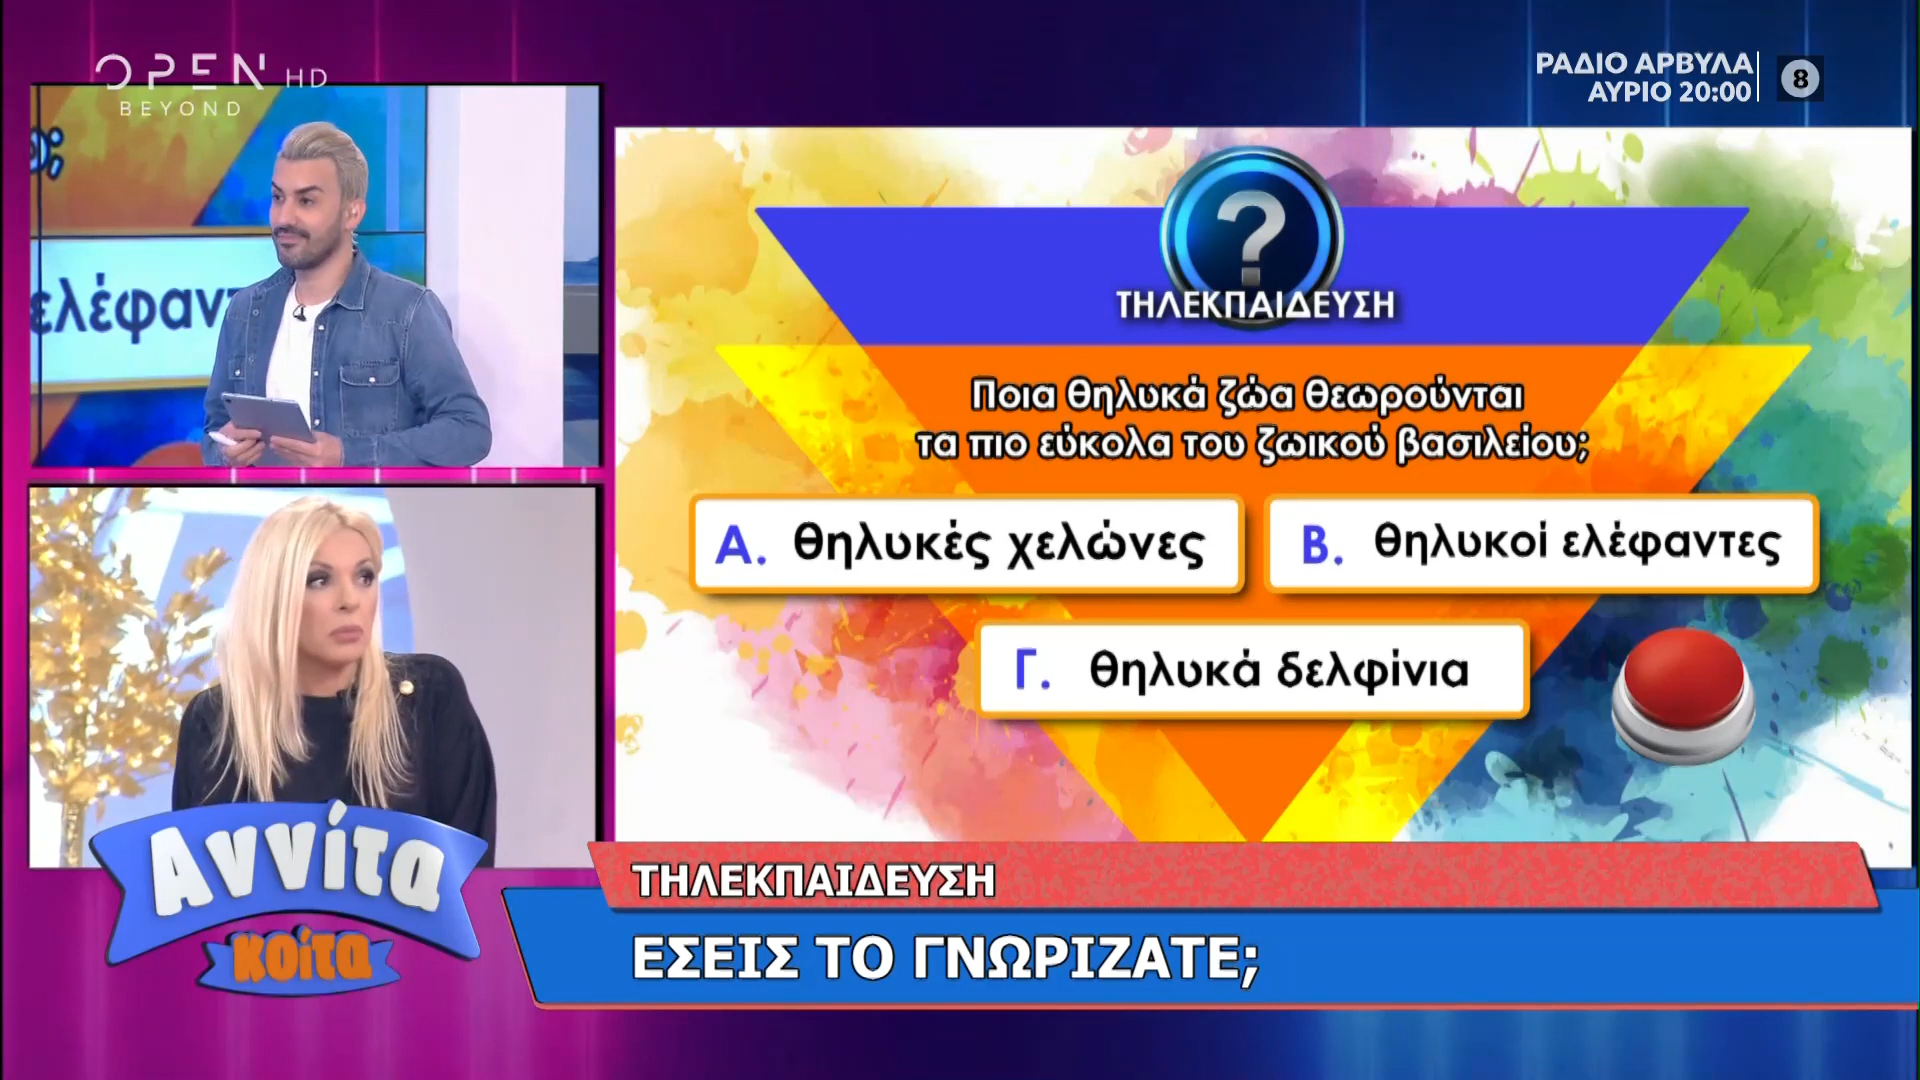 OPEN HD
BEYOND
ΡΑΔΙΟ ΑΡΒΥΛΑ
ΑΥΡΙΟ 20:00
8
ελέφαντ
?
ΤΗΛΕΚΠΑΙΔΕΥΣΗ
Ποια θηλυκά ζώα θεωρούνται
τα πιο εύκολα του ζωικού βασιλείου;
Α. θηλυκές χελώνες
Β. θηλυκοί ελέφαντες
Γ. θηλυκά δελφίνια
Αννίτα
κοίτα
ΤΗΛΕΚΠΑΙΔΕΥΣΗ
ΕΣΕΙΣ ΤΟ ΓΝΩΡΙΖΑΤΕ;